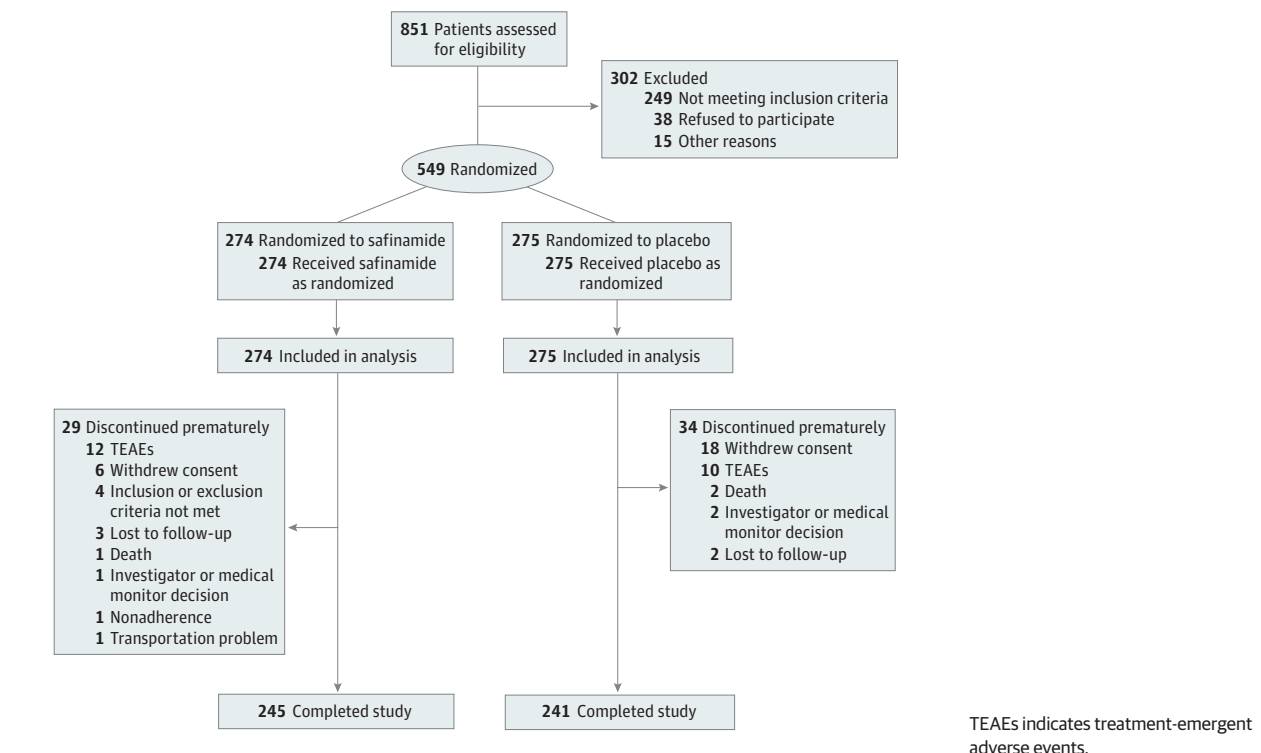 851 Patients assessed
for eligibility
302 Excluded
249 Not meeting inclusion criteria
38 Refused to participate
15 Other reasons
549 Randomized
274 Randomized to safinamide
274 Received safinamide
as randomized
275 Randomized to placebo
275 Received placebo as
randomized
274 Included in analysis
275 Included in analysis
29 Discontinued prematurely
12 TEAEs
6 Withdrew consent
4 Inclusion or exclusion
criteria not met
3 Lost to follow-up
1 Death
1 Investigator or medical
monitor decision
1 Nonadherence
1 Transportation problem
34 Discontinued prematurely
18 Withdrew consent
10 TEAEs
2 Death
2 Investigator or medical
monitor decision
2 Lost to follow-up
245 Completed study
241 Completed study
TEAEs indicates treatment-emergent
adverse events.